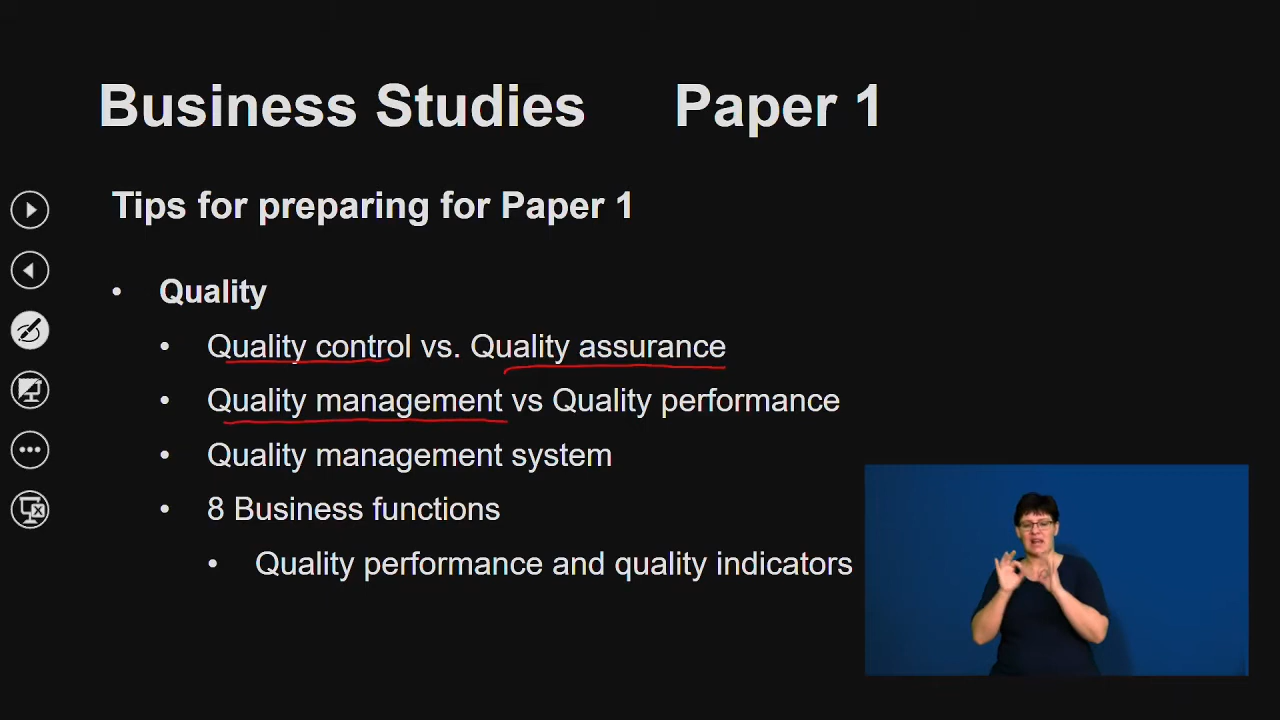 Business Studies Paper 1
Tips for preparing for Paper 1
• Quality
• Quality control vs. Quality assurance
• Quality management vs Quality performance
• Quality management system
• 8 Business functions
• Quality performance and quality indicators